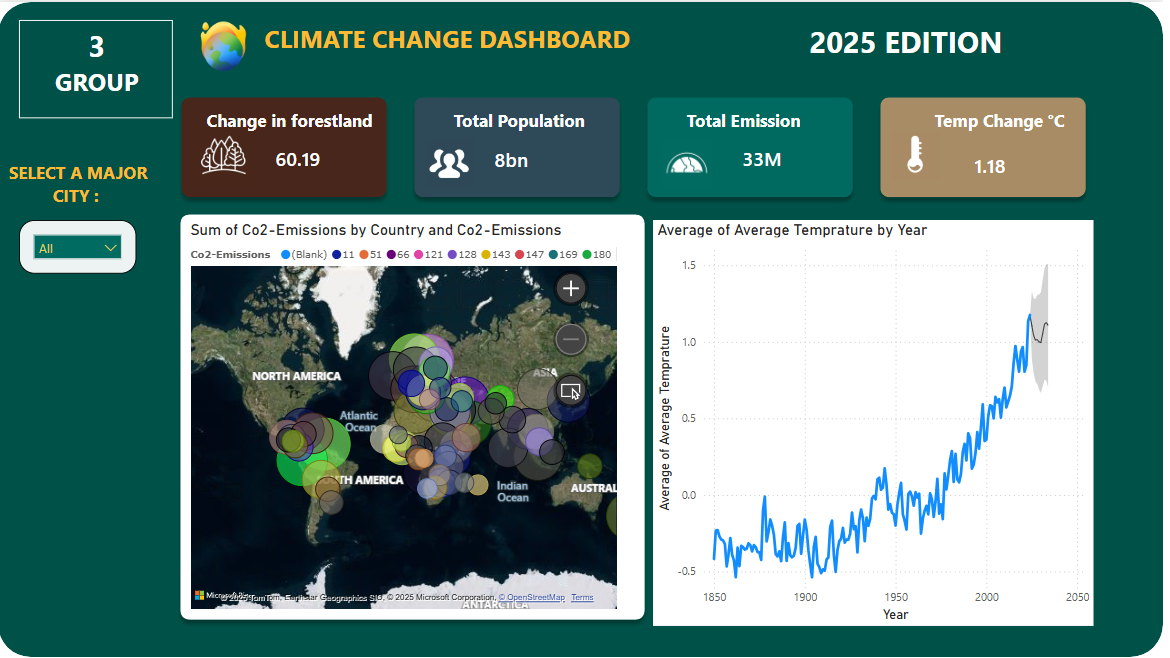 3
GROUP
CLIMATE CHANGE DASHBOARD
2025 EDITION
SELECT A MAJOR
CITY :
All
Change in forestland
60.19
Total Population
8bn
Total Emission
33M
Temp Change °C
1.18
Sum of Co2-Emissions by Country and Co2-Emissions
Co2-Emissions (Blank) 11 51 66 121 128 143 147 169 180
NORTH AMERICA
ASIA
Atlantic
Ocean
TH AMERICA
Indian
Ocean
AUSTRAL
ANTARCTICA
TomTom, Earthstar Geographics SIO, © 2025 Microsoft Corporation, © OpenStreetMap Terms
Average of Average Temprature by Year
Average of Average Temprature
1.5
1.0
0.5
0.0
-0.5
1850 1900 1950 2000 2050
Year